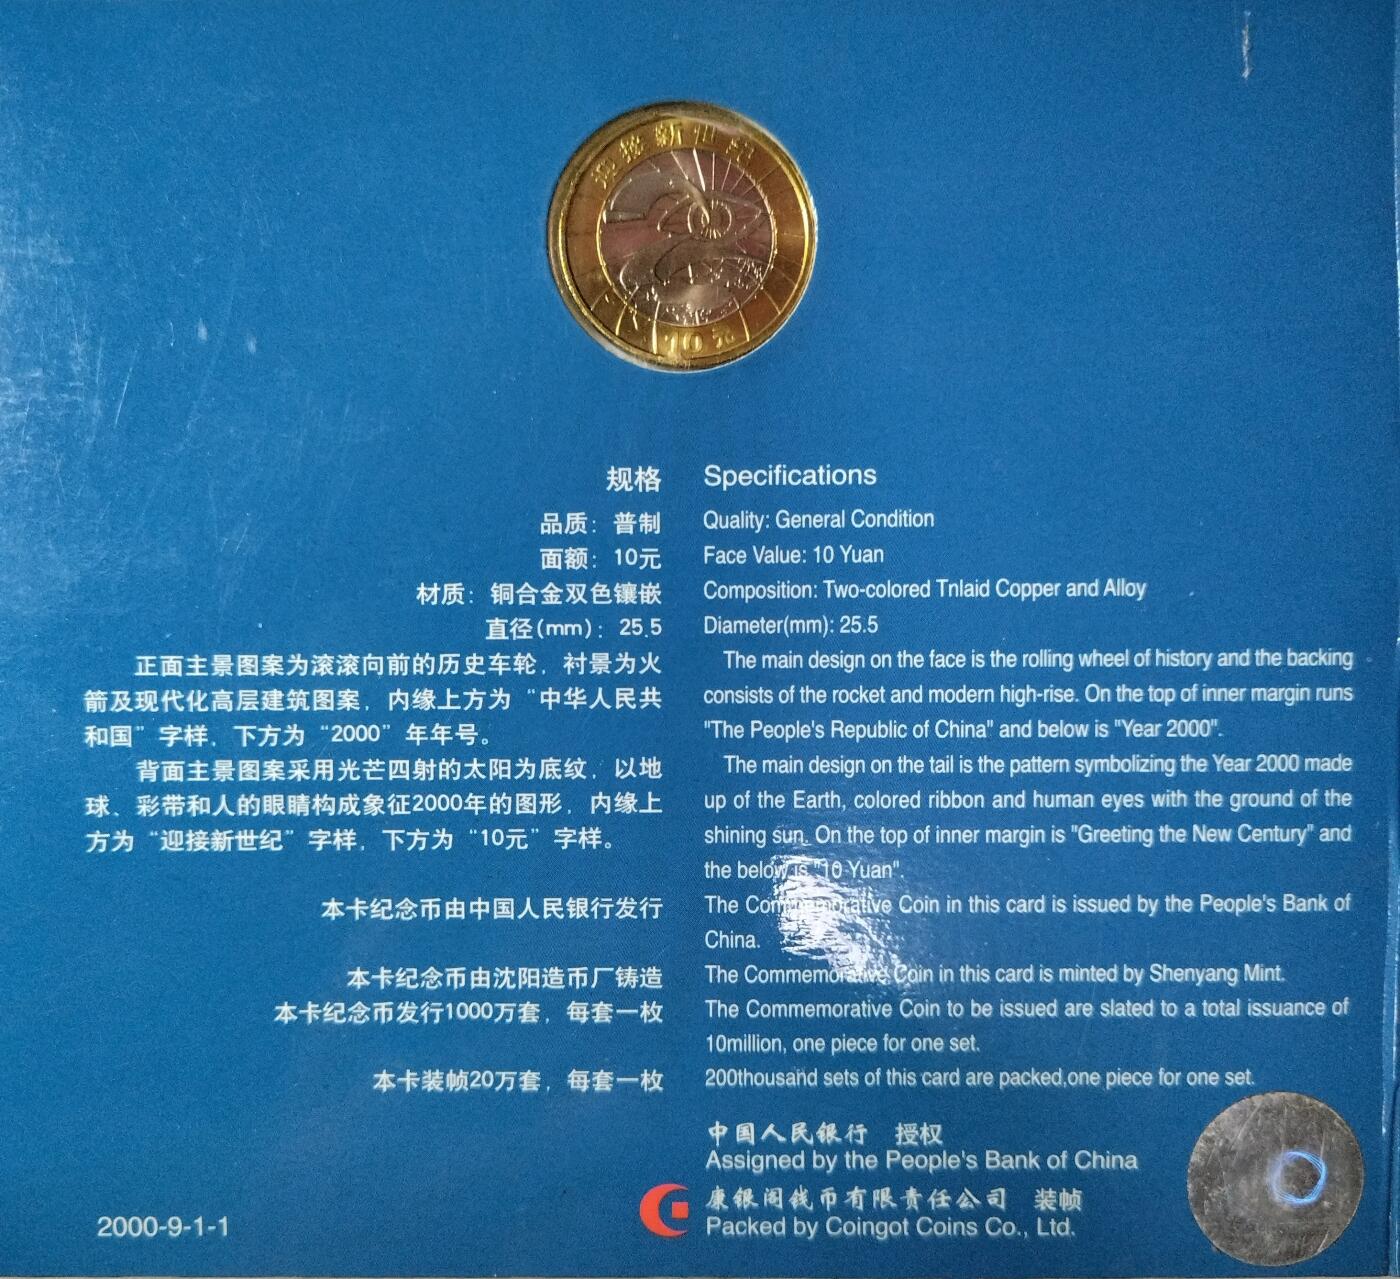 迎接新世纪
10元
规格
品质：普制
面额：10元
材质：铜合金双色镶嵌
直径(mm)：25.5
正面主景图案为滚滚向前的历史车轮，衬景为火
箭及现代化高层建筑图案，内缘上方为“中华人民共
和国”字样，下方为“2000”年年号。
背面主景图案采用光芒四射的太阳为底纹，以地
球、彩带和人的眼睛构成象征2000年的图形，内缘上
方为“迎接新世纪”字样，下方为“10元”字样。
本卡纪念币由中国人民银行发行
本卡纪念币由沈阳造币厂铸造
本卡纪念币发行1000万套，每套一枚
本卡装帧20万套，每套一枚
Specifications
Quality: General Condition
Face Value: 10 Yuan
Composition: Two-colored Tnlaid Copper and Alloy
Diameter(mm): 25.5
The main design on the face is the rolling wheel of history and the backing
consists of the rocket and modern high-rise. On the top of inner margin runs
"The People's Republic of China" and below is "Year 2000".
The main design on the tail is the pattern symbolizing the Year 2000 made
up of the Earth, colored ribbon and human eyes with the ground of the
shining sun. On the top of inner margin is "Greeting the New Century" and
the below is "10 Yuan".
The Commemorative Coin in this card is issued by the People's Bank of
China.
The Commemorative Coin in this card is minted by Shenyang Mint.
The Commemorative Coin to be issued are slated to a total issuance of
10million, one piece for one set.
200thousand sets of this card are packed,one piece for one set.
中国人民银行 授权
Assigned by the People's Bank of China
康银阁钱币有限责任公司 装帧
Packed by Coingot Coins Co., Ltd.
2000-9-1-1